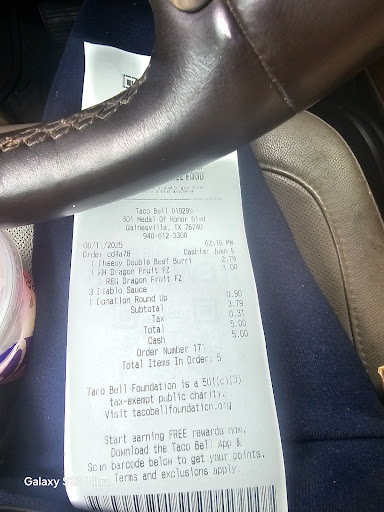 Taco Bell 019299
501 Medal Of Honor Blvd
Gainesville, TX 76240
940-612-3300
06/11/2025 02:16 PM
Order cd4a76 Cashier: Juan E
1 Cheesy Double Beef Burri 2.79
1 HH Dragon Fruit FZ 1.00
1 REG Dragon Fruit FZ
3 Diablo Sauce
1 Donation Round Up 0.90
Subtotal 3.79
Tax 0.31
Total 5.00
Cash 5.00
Order Number 171
Total Items In Order: 5
Taco Bell Foundation is a 501(c)(3)
tax-exempt public charity.
Visit tacobellfoundation.org
Start earning FREE rewards now.
Download the Taco Bell App &
Scan barcode below to get your points.
Terms and exclusions apply.
Galaxy